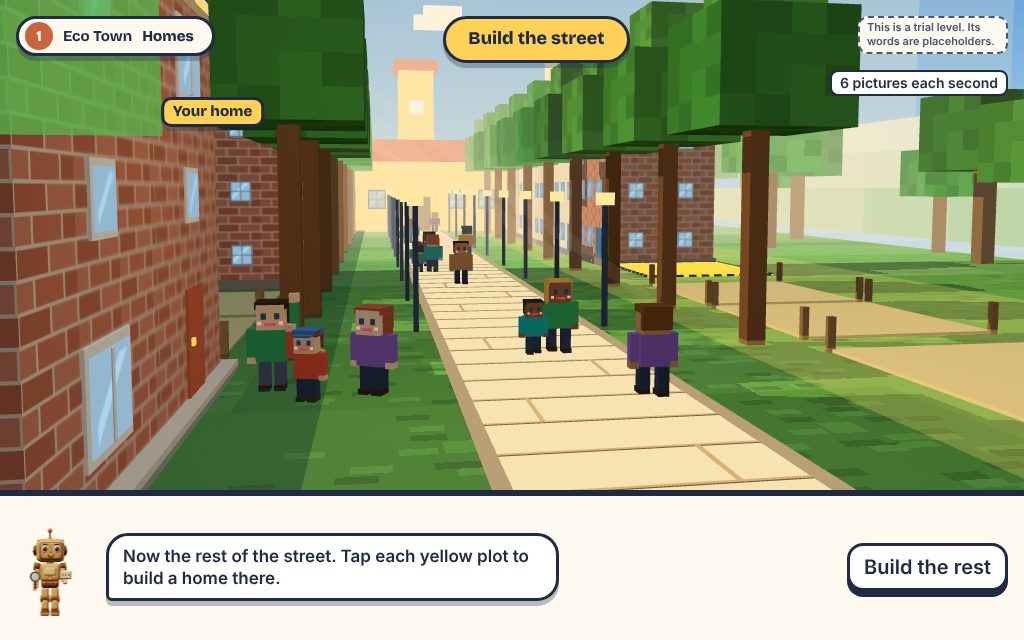 1 Eco Town Homes
Build the street
This is a trial level. Its
words are placeholders.
6 pictures each second
Your home
Now the rest of the street. Tap each yellow plot to
build a home there.
Build the rest